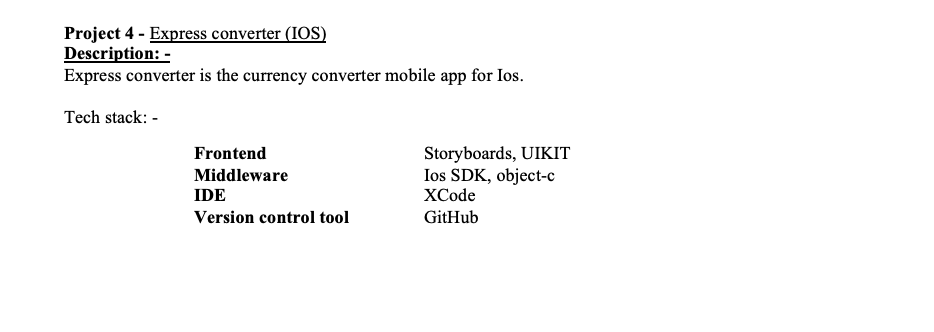 Project 4 - Express converter (IOS)
Description: -
Express converter is the currency converter mobile app for Ios.
Tech stack: -
Frontend Storyboards, UIKIT
Middleware Ios SDK, object-c
IDE XCode
Version control tool GitHub